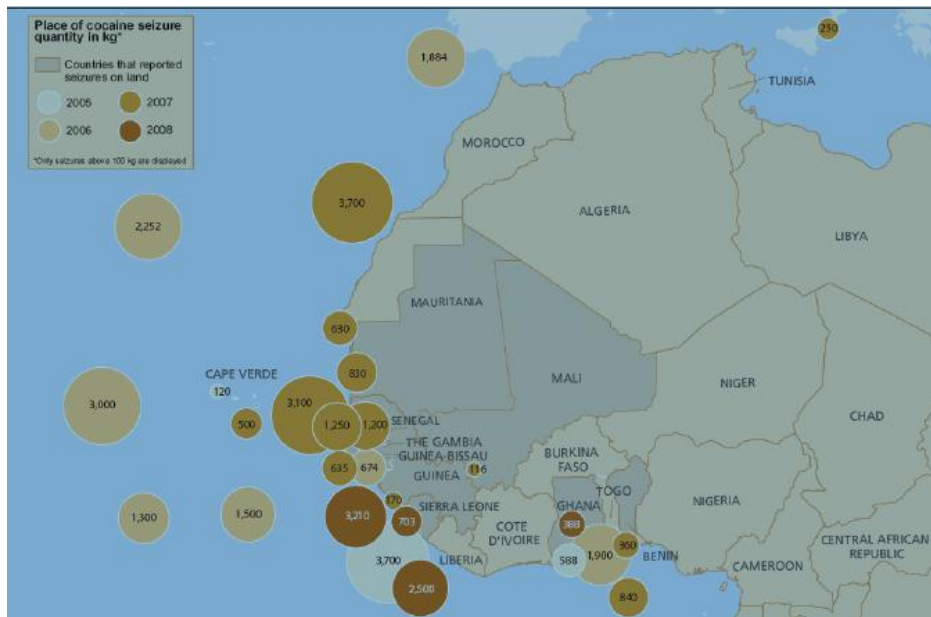 Place of cocaine seizure
quantity in kg*
Countries that reported
seizures on land
2005
2007
2006
2008
*Only seizures above 100 kg are displayed
1,884
250
TUNISIA
MOROCCO
3,700
ALGERIA
LIBYA
2,252
MAURITANIA
630
830
MALI
CAPE VERDE
120
NIGER
3,000
3,100
500
1,250
1,200
SENEGAL
CHAD
THE GAMBIA
GUINEA-BISSAU
635
674
GUINEA
116
BURKINA
FASO
TOGO
NIGERIA
170
SIERRA LEONE
GHANA
1,300
1,500
3,210
703
388
COTE
D'IVOIRE
CENTRAL AFRICAN
REPUBLIC
3,700
LIBERIA
588
1,900
360
BENIN
CAMEROON
2,500
840